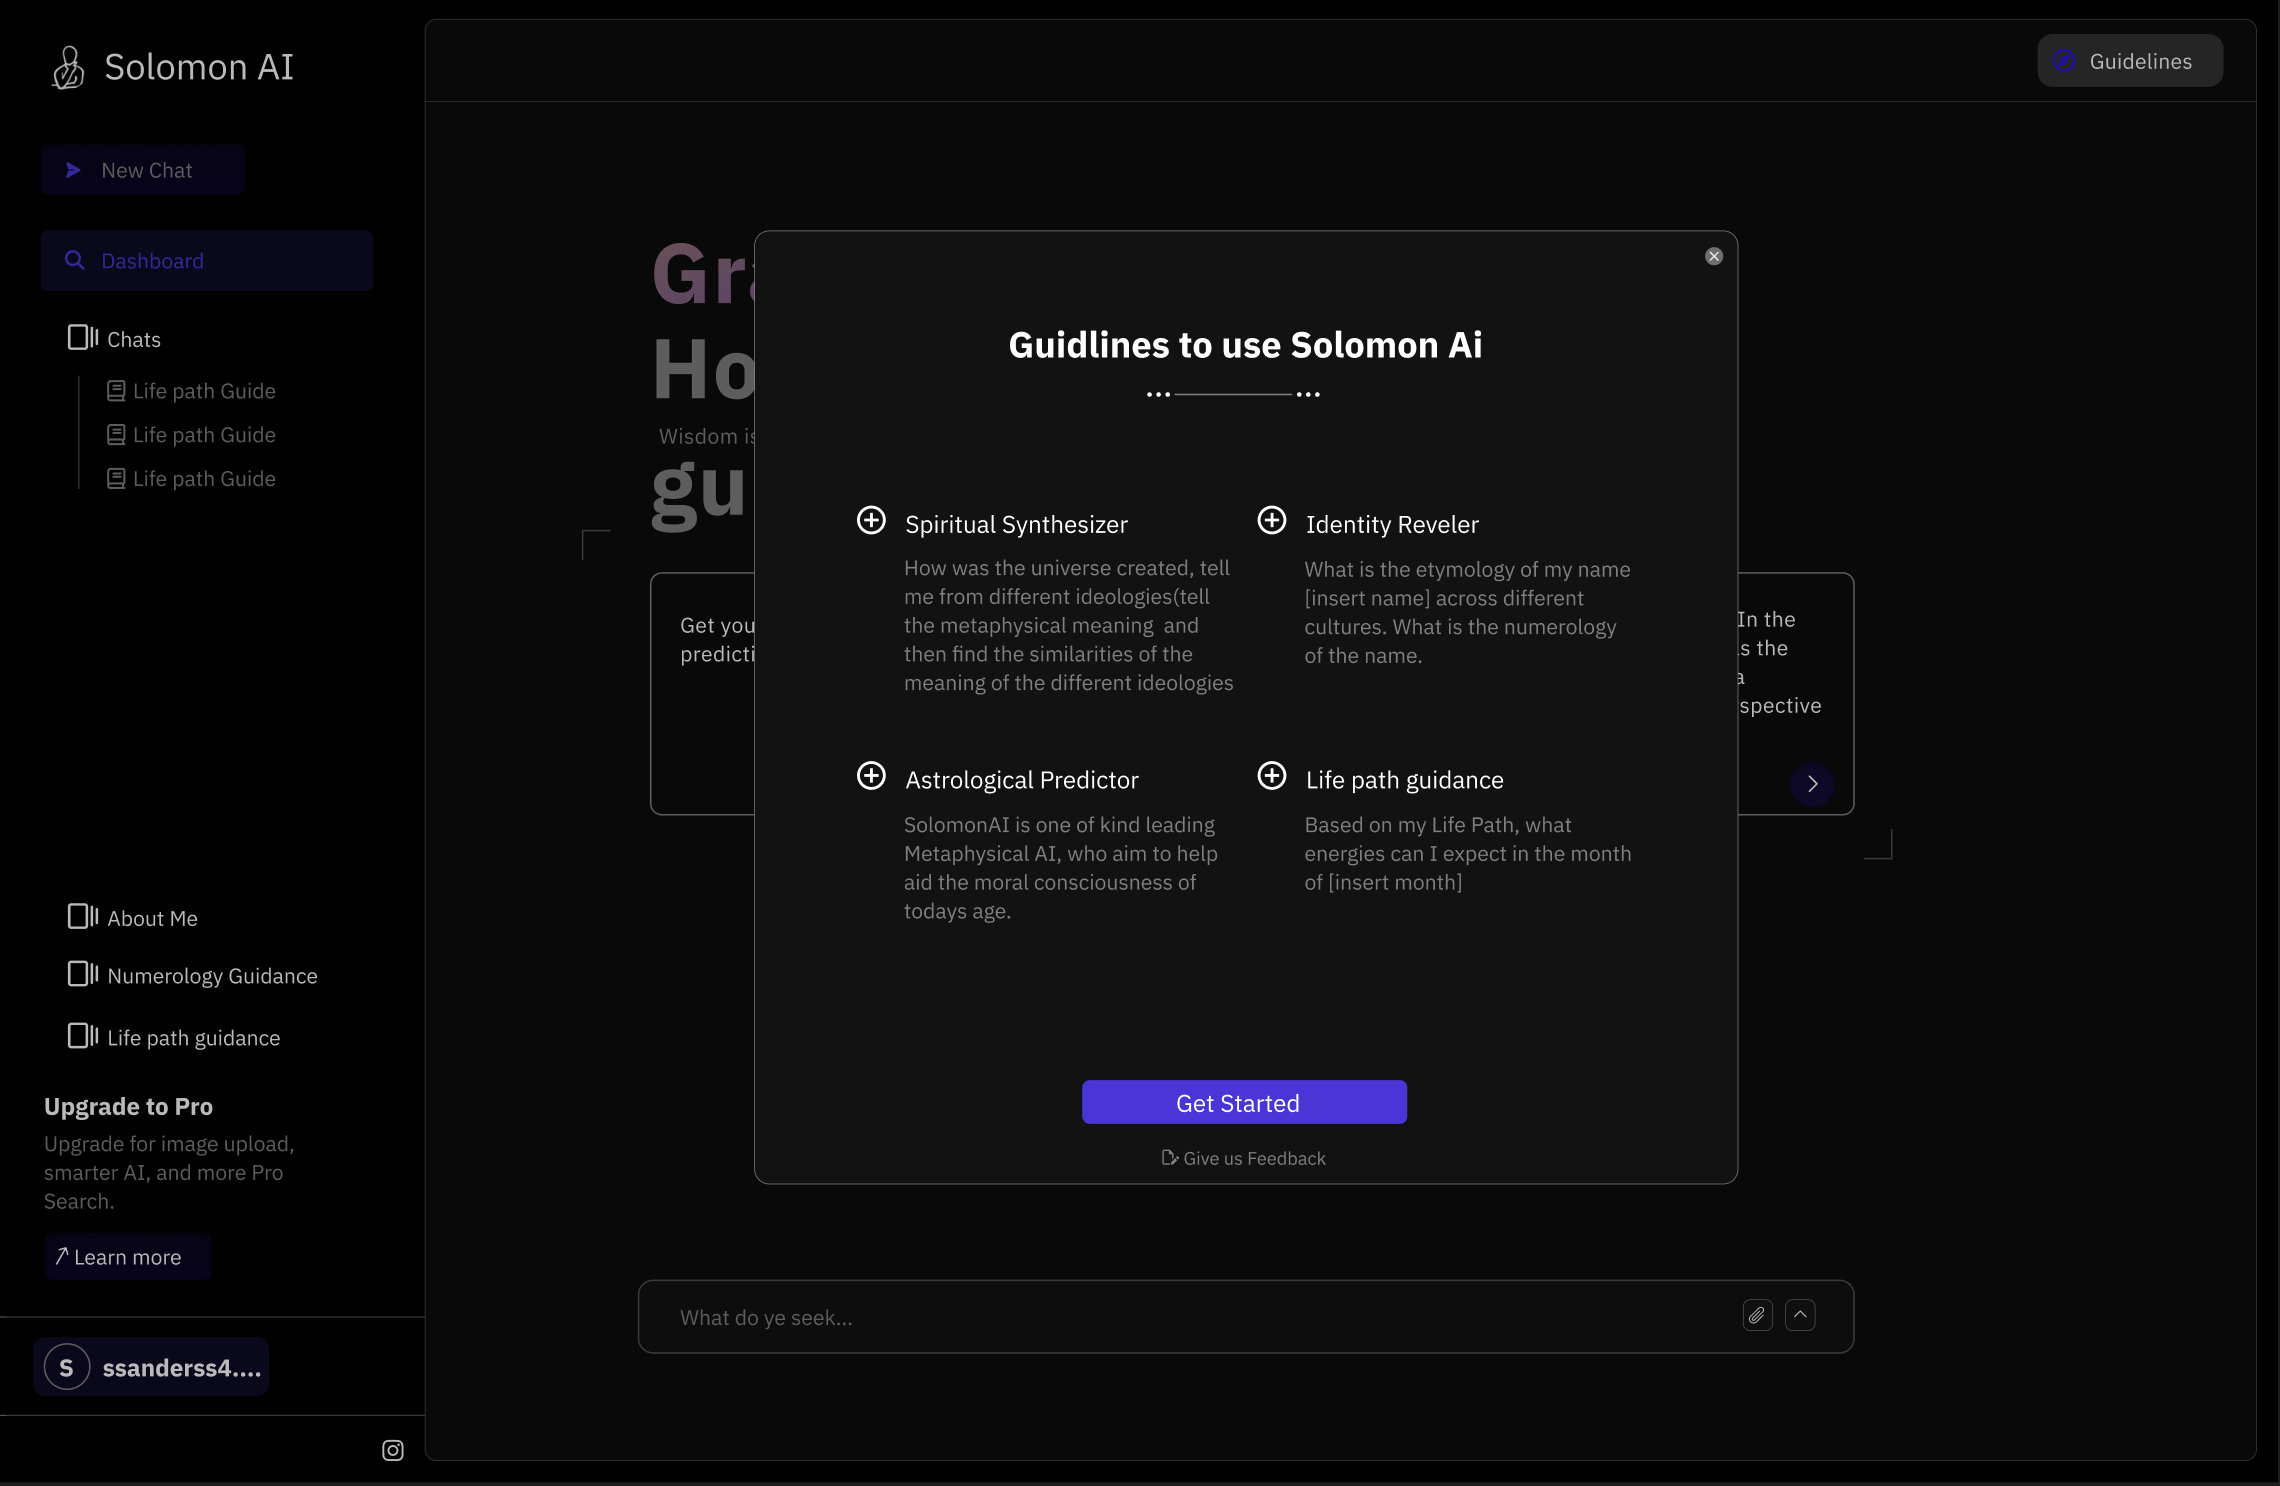 Solomon AI
New Chat
Dashboard
Chats
Life path Guide
Life path Guide
Life path Guide
About Me
Numerology Guidance
Life path guidance
Upgrade to Pro
Upgrade for image upload,
smarter AI, and more Pro
Search.
Learn more
S ssanderss4....
Guidelines
Wisdom
Get you
In the
the
a
What do ye seek...
Guidlines to use Solomon Ai
Spiritual Synthesizer
How was the universe created, tell
me from different ideologies(tell
the metaphysical meaning and
then find the similarities of the
meaning of the different ideologies
Identity Reveler
What is the etymology of my name
[insert name] across different
cultures. What is the numerology
of the name.
Astrological Predictor
SolomonAI is one of kind leading
Metaphysical AI, who aim to help
aid the moral consciousness of
todays age.
Life path guidance
Based on my Life Path, what
energies can I expect in the month
of [insert month]
Get Started
Give us Feedback